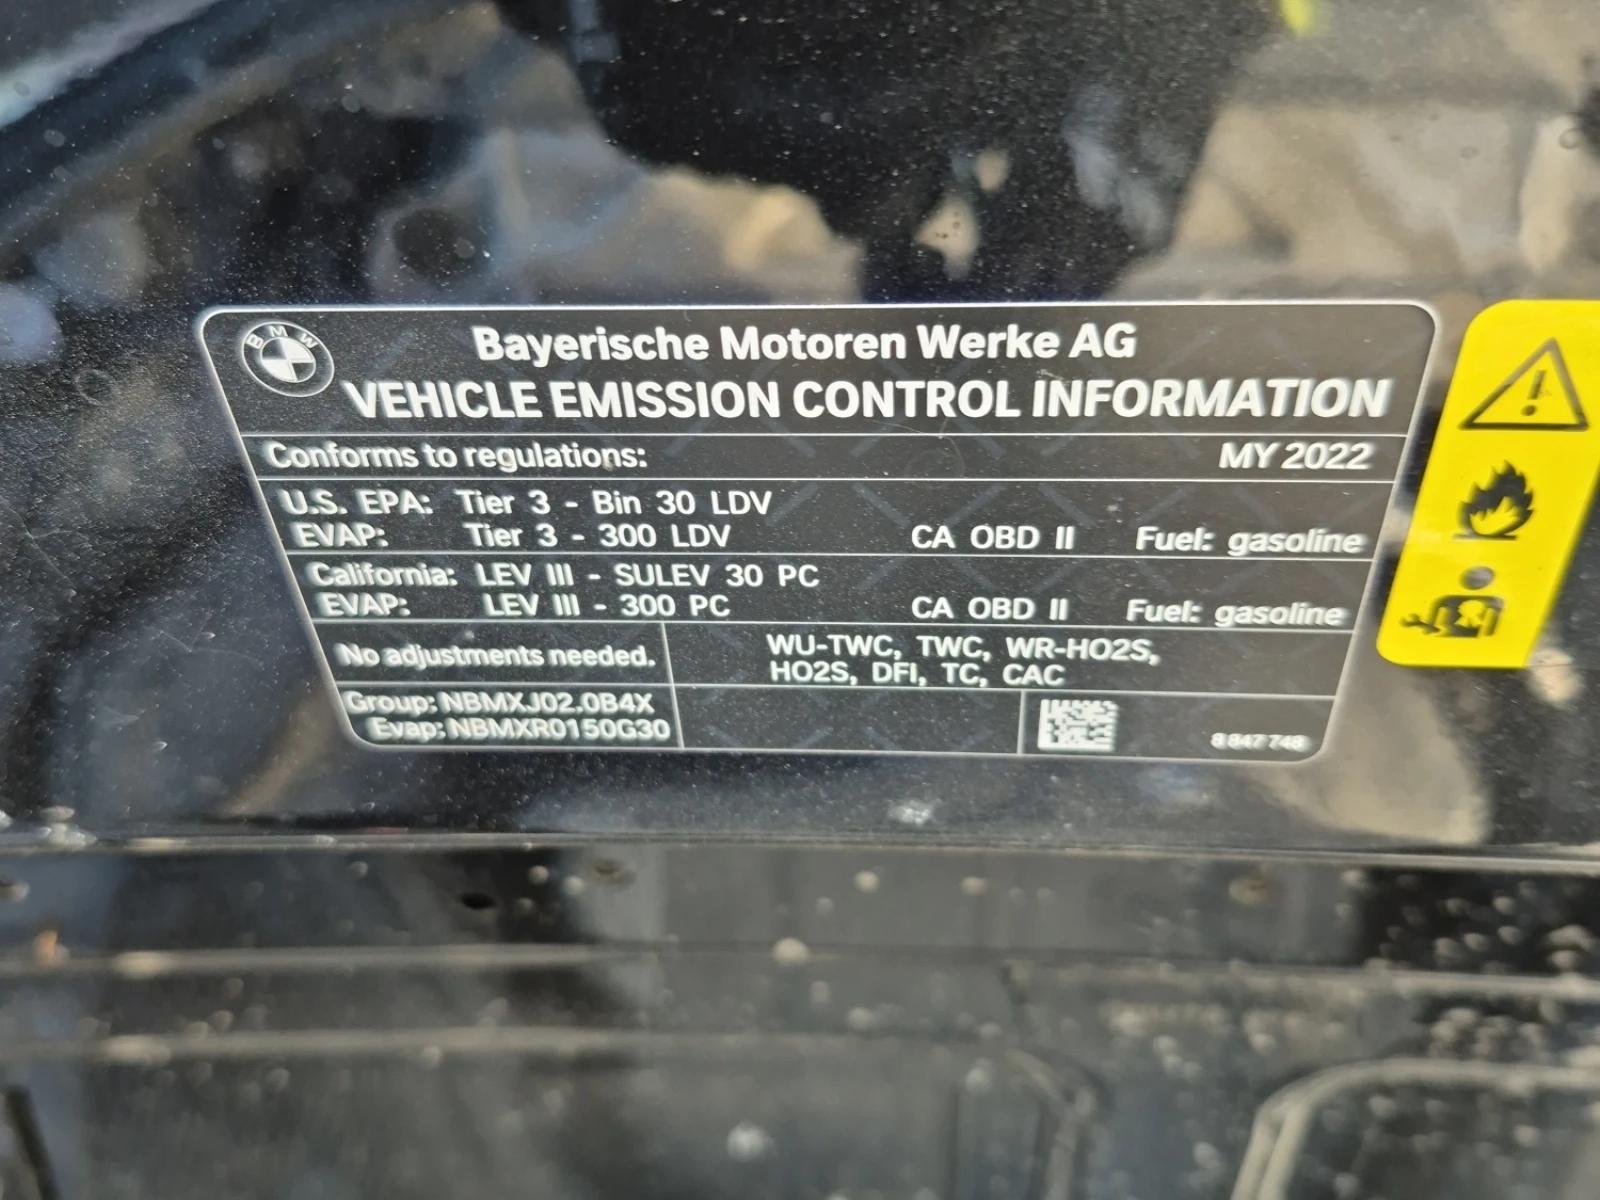 BMW
Bayerische Motoren Werke AG
VEHICLE EMISSION CONTROL INFORMATION
Conforms to regulations: MY 2022
U.S. EPA: Tier 3 - Bin 30 LDV
EVAP: Tier 3 - 300 LDV CA OBD II Fuel: gasoline
California: LEV III - SULEV 30 PC
EVAP: LEV III - 300 PC CA OBD II Fuel: gasoline
No adjustments needed. WU-TWC, TWC, WR-HO2S,
HO2S, DFI, TC, CAC
Group: NBMXJ02.0B4X
Evap: NBMXR0150G30
8 847 748